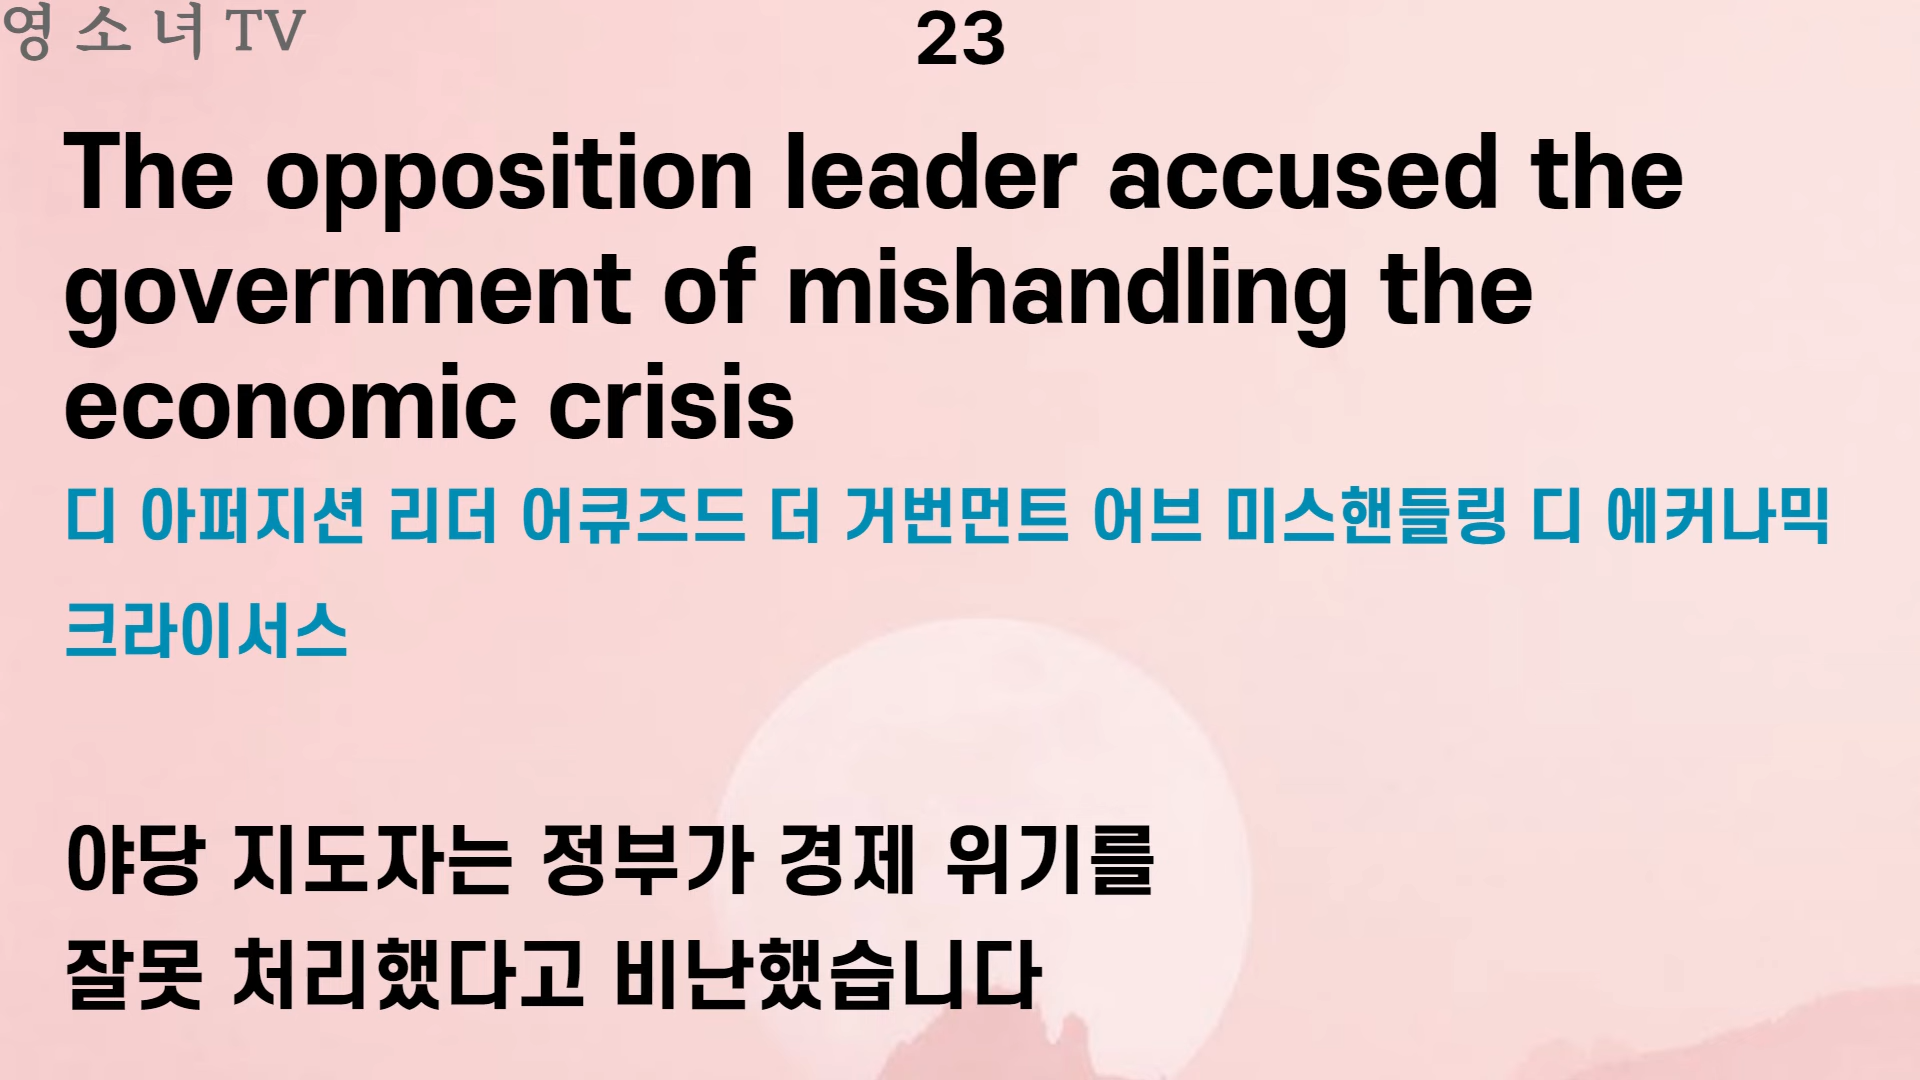 영소녀TV
23
The opposition leader accused the
government of mishandling the
economic crisis
디 아퍼지션 리더 어큐즈드 더 거번먼트 어브 미스핸들링 디 에커나믹
크라이서스
야당 지도자는 정부가 경제 위기를
잘못 처리했다고 비난했습니다